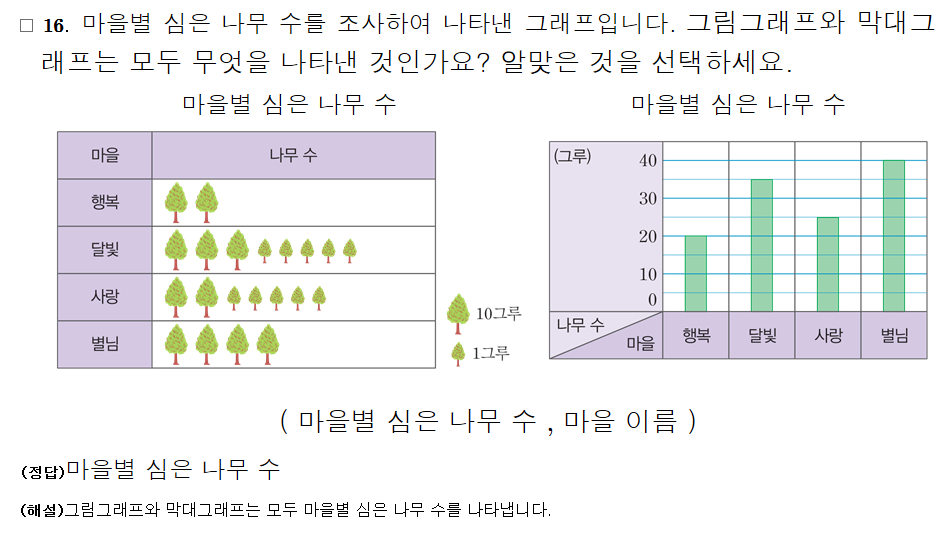 □ 16. 마을별 심은 나무 수를 조사하여 나타낸 그래프입니다. 그림그래프와 막대그
래프는 모두 무엇을 나타낸 것인가요? 알맞은 것을 선택하세요.
마을별 심은 나무 수
마을 나무 수
행복
달빛
사랑
별님
10그루
1그루
마을별 심은 나무 수
(그루)
40
30
20
10
0
나무 수
마을
행복 달빛 사랑 별님
( 마을별 심은 나무 수 , 마을 이름 )
(정답)마을별 심은 나무 수
(해설)그림그래프와 막대그래프는 모두 마을별 심은 나무 수를 나타냅니다.